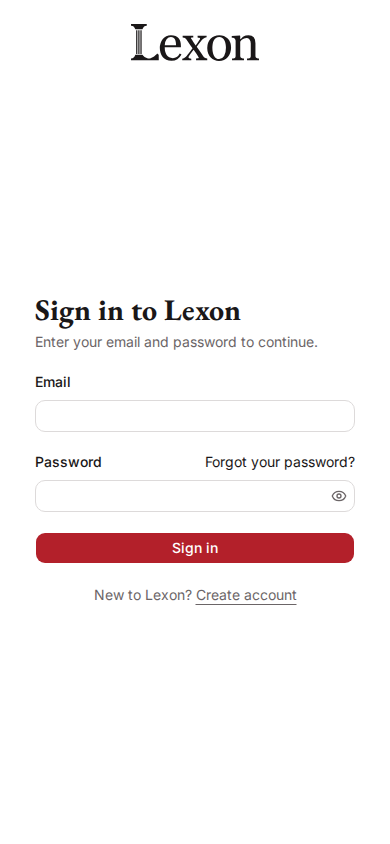 Lexon
Sign in to Lexon
Enter your email and password to continue.
Email
Password
Forgot your password?
Sign in
New to Lexon? Create account